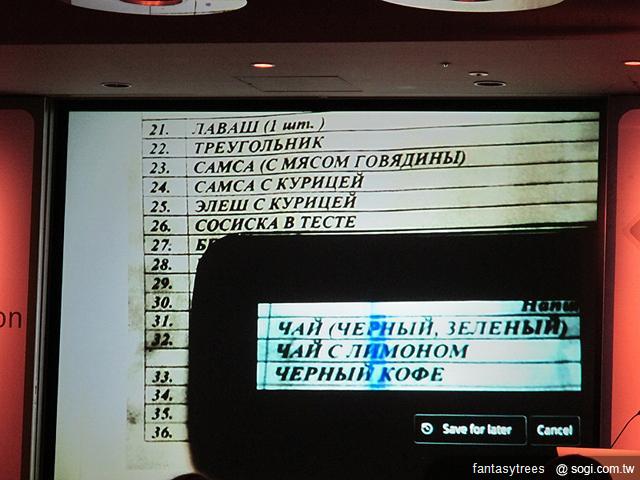 21. ЛАВАШ (1 шт.)
22. ТРЕУГОЛЬНИК
23. САМСА (С МЯСОМ ГОВЯДИНЫ)
24. САМСА С КУРИЦЕЙ
25. ЭЛЕШ С КУРИЦЕЙ
26. СОСИСКА В ТЕСТЕ
27.
28.
29.
30.
31.
32.
33.
34.
35.
36.
on
ЧАЙ (ЧЕРНЫЙ, ЗЕЛЕНЫЙ)
ЧАЙ С ЛИМОНОМ
ЧЕРНЫЙ КОФЕ
Save for later Cancel
fantasytrees @ sogi.com.tw